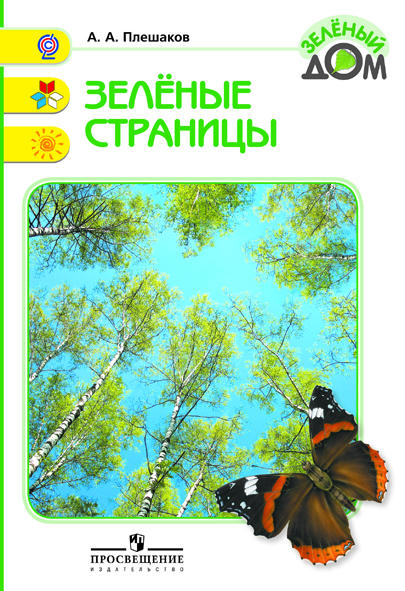 А. А. Плешаков
ЗЕЛЁНЫЙ
ДОМ
ЗЕЛЁНЫЕ
СТРАНИЦЫ
ПРОСВЕЩЕНИЕ
ИЗДАТЕЛЬСТВО